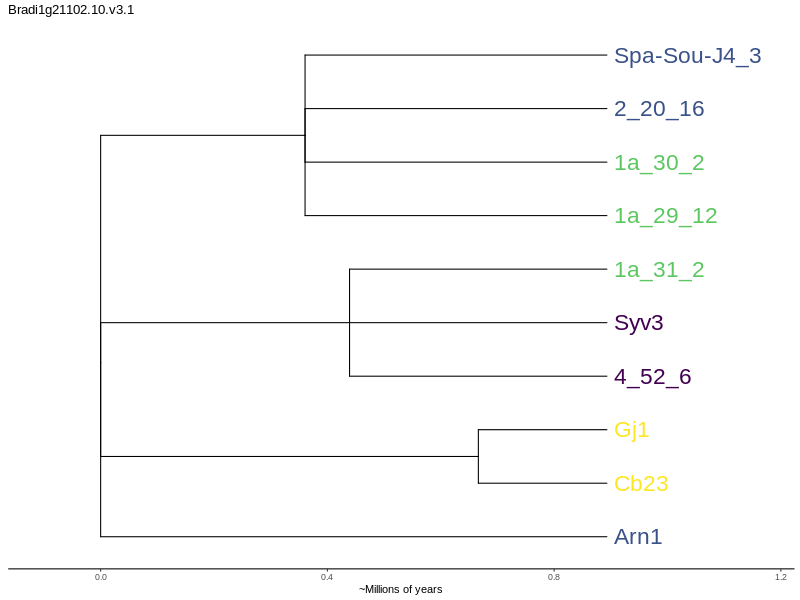 Bradi1g21102.10.v3.1
Spa-Sou-J4_3
2_20_16
1a_30_2
1a_29_12
1a_31_2
Syv3
4_52_6
Gj1
Cb23
Arn1
0.0 0.4 0.8 1.2
~Millions of years